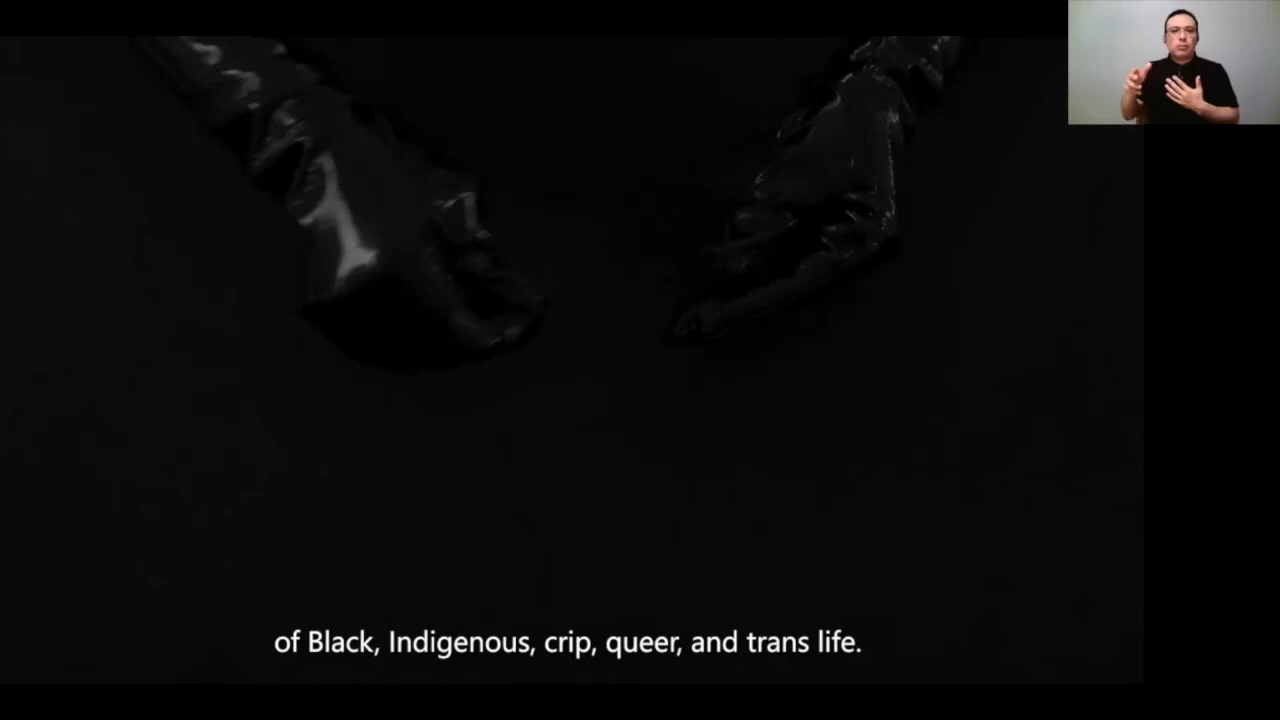 of Black, Indigenous, crip, queer, and trans life.